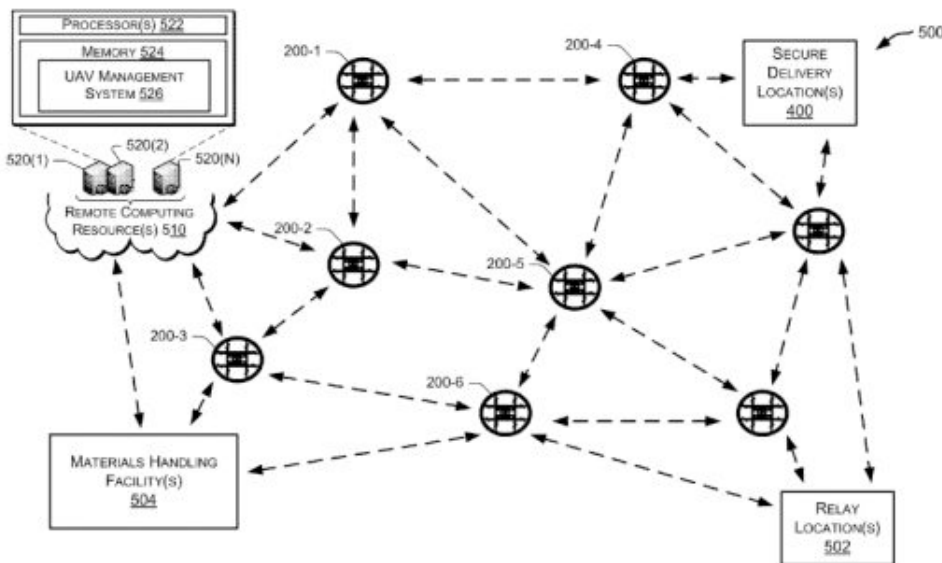 PROCESSOR(S) 522
MEMORY 524
UAV MANAGEMENT
SYSTEM 526
520(1)
520(2)
520(N)
REMOTE COMPUTING
RESOURCE(S) 510
200-1
200-4
SECURE
DELIVERY
LOCATION(S)
400
500
200-2
200-5
200-3
200-6
MATERIALS HANDLING
FACILITY(S)
504
RELAY
LOCATION(S)
502